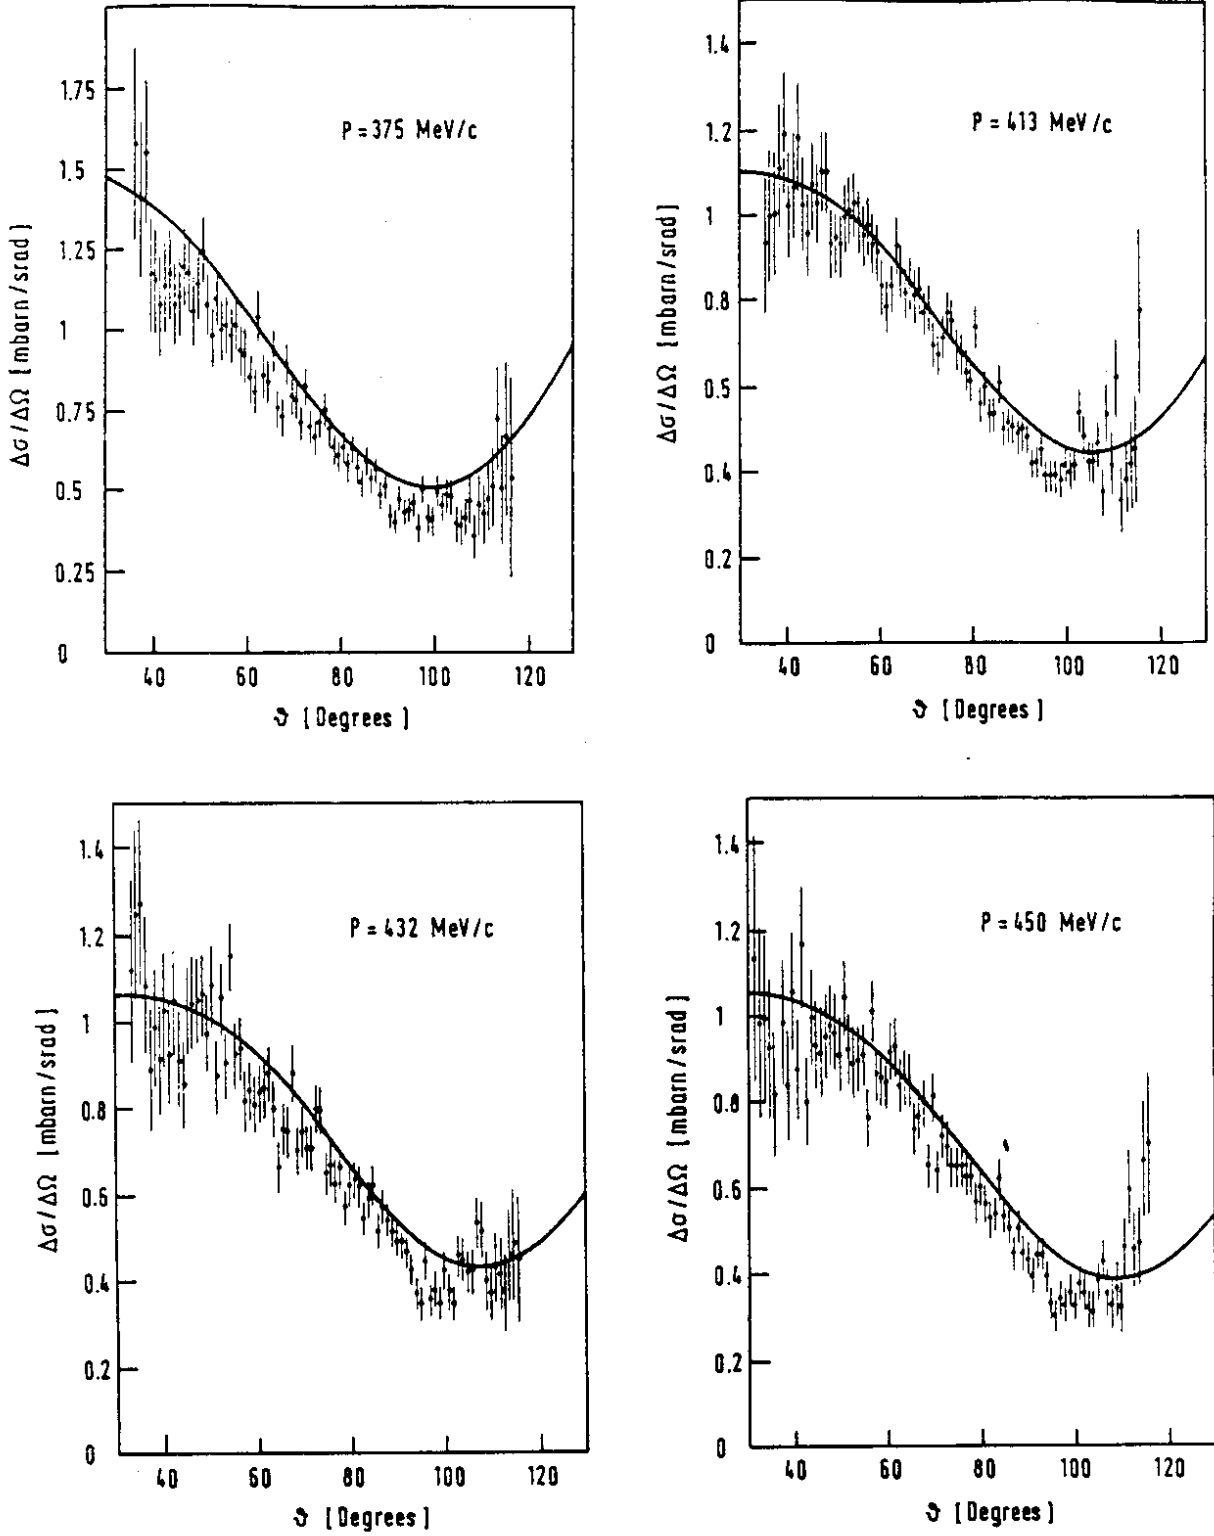 P = 375 MeV/c
1.75
1.5
1.25
1
0.75
0.5
0.25
0
40 60 80 100 120
Δσ/ΔΩ [mbarn/srad]
ϑ [Degrees]
P = 413 MeV/c
1.4
1.2
1
0.8
0.5
0.4
0.2
0
40 60 80 100 120
Δσ/ΔΩ [mbarn/srad]
ϑ [Degrees]
P = 432 MeV/c
1.4
1.2
1
0.8
0.6
0.4
0.2
0
40 60 80 100 120
Δσ/ΔΩ [mbarn/srad]
ϑ [Degrees]
P = 450 MeV/c
1.4
1.2
1
0.8
0.6
0.4
0.2
0
40 60 80 100 120
Δσ/ΔΩ [mbarn/srad]
ϑ [Degrees]